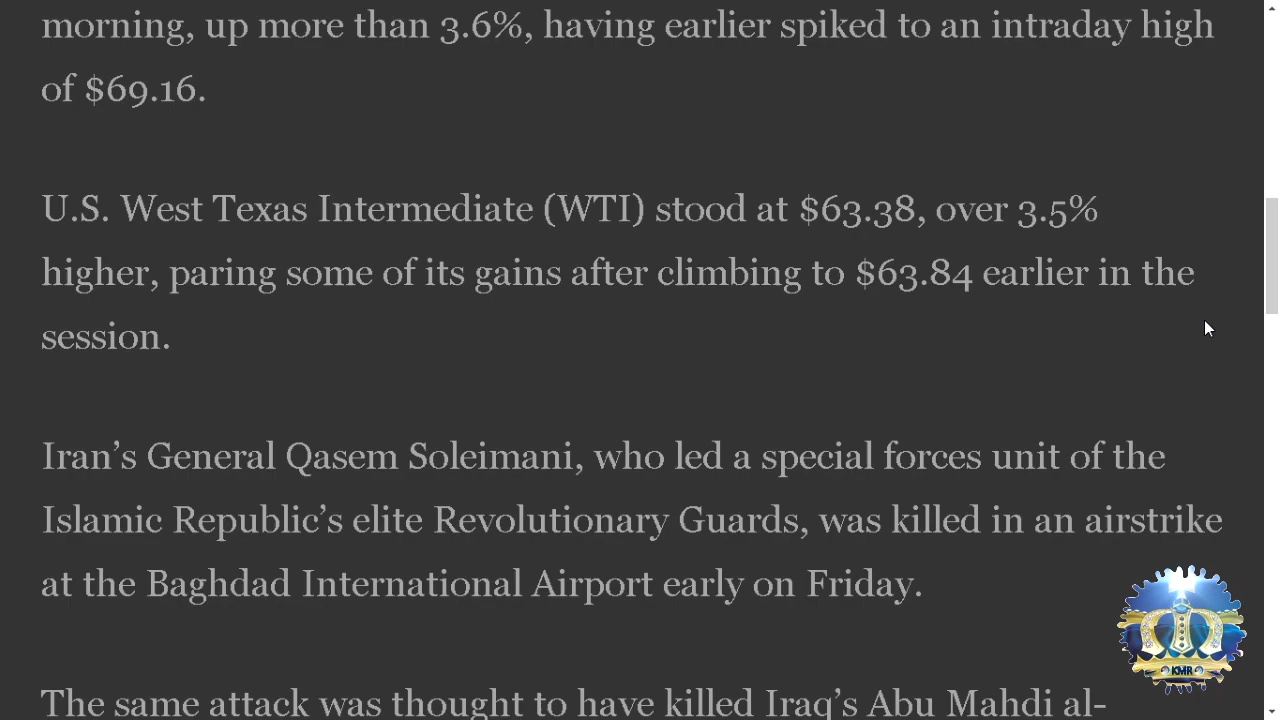 morning, up more than 3.6%, having earlier spiked to an intraday high
of $69.16.
U.S. West Texas Intermediate (WTI) stood at $63.38, over 3.5%
higher, paring some of its gains after climbing to $63.84 earlier in the
session.
Iran’s General Qasem Soleimani, who led a special forces unit of the
Islamic Republic’s elite Revolutionary Guards, was killed in an airstrike
at the Baghdad International Airport early on Friday.
KMR
The same attack was thought to have killed Iraq’s Abu Mahdi al-